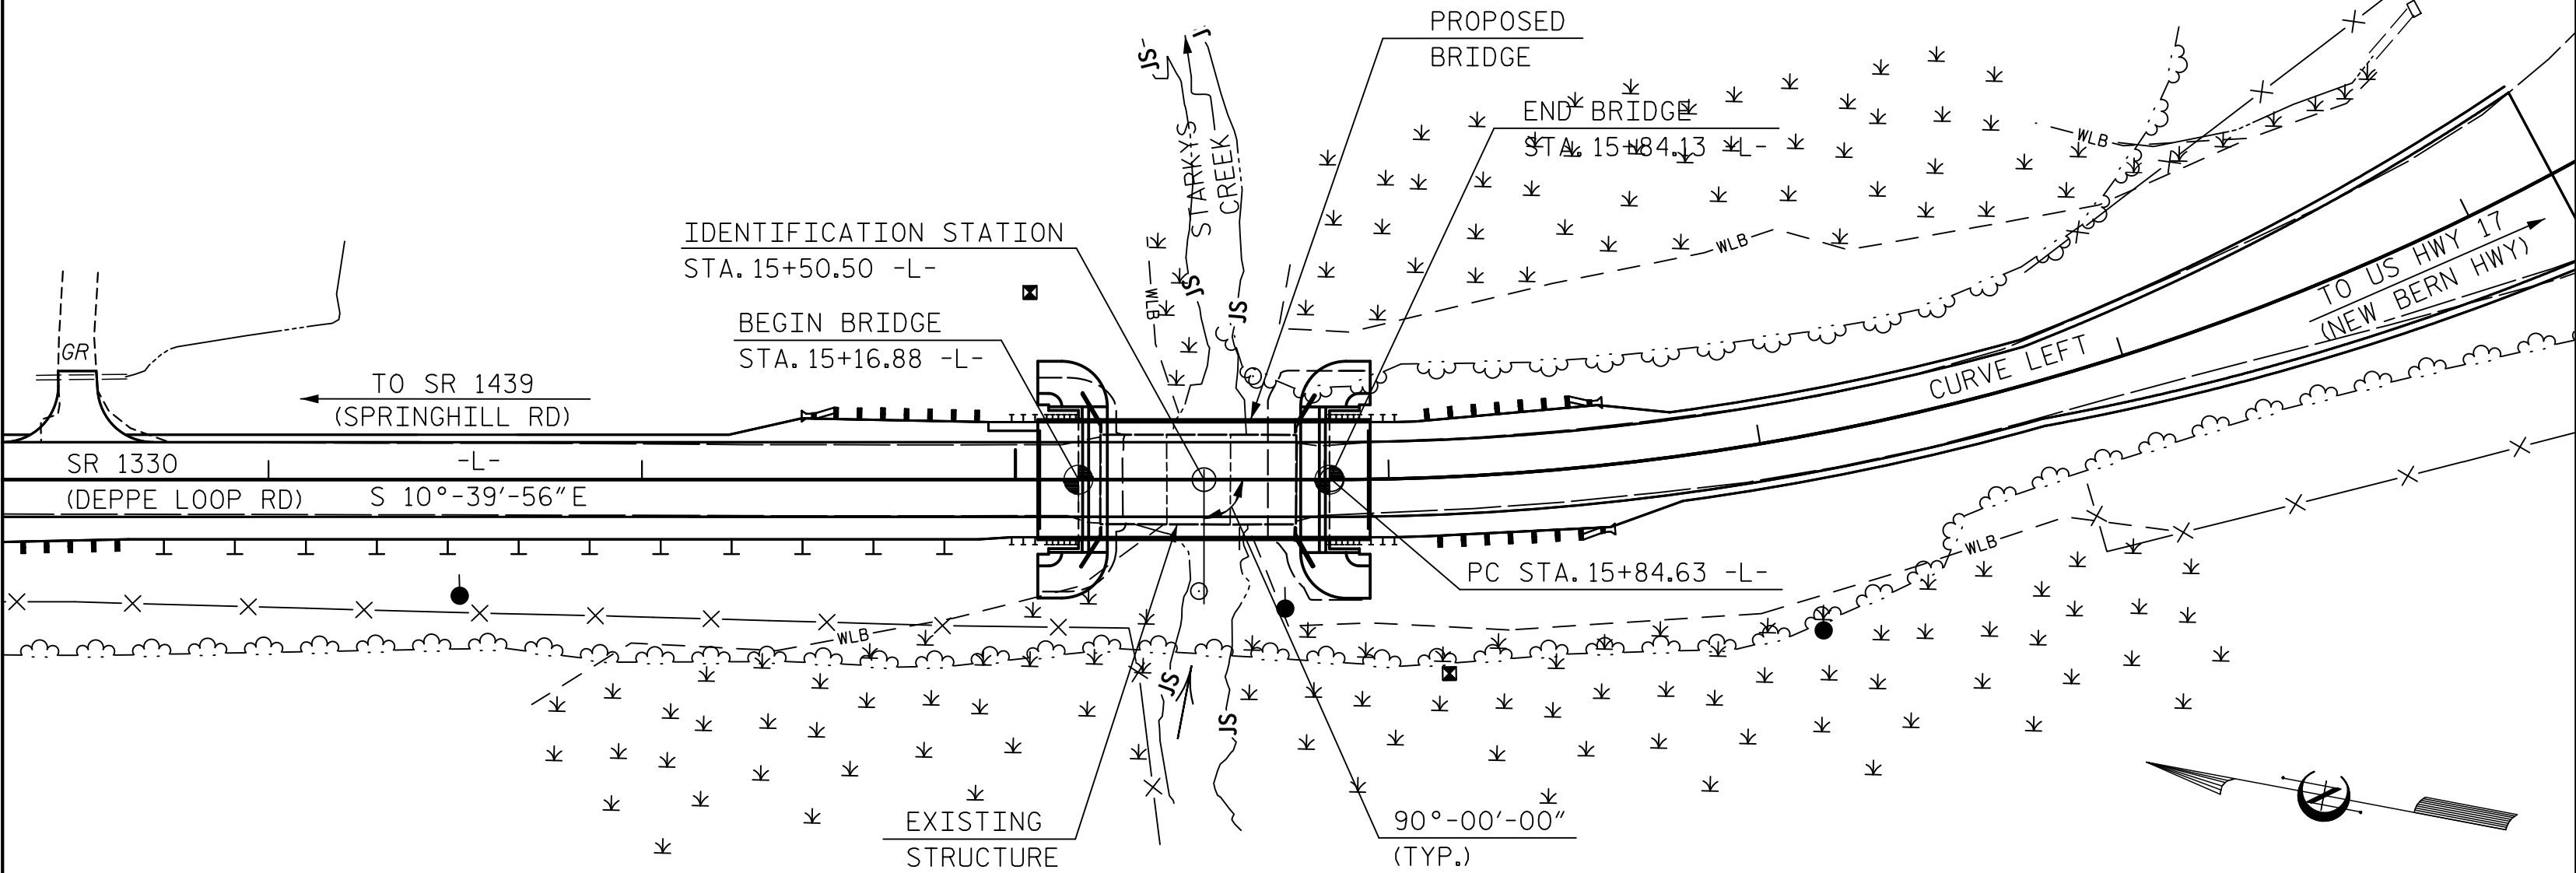 PROPOSED
BRIDGE
JS
J
END BRIDGE
STA. 15+84.13 -L-
STARKYS
CREEK
WLB
IDENTIFICATION STATION
STA. 15+50.50 -L-
WLB
TO US HWY 17
(NEW BERN HWY)
JS
WLB
JS
BEGIN BRIDGE
STA. 15+16.88 -L-
GR
TO SR 1439
(SPRINGHILL RD)
CURVE LEFT
SR 1330
-L-
(DEPPE LOOP RD)
S 10°-39'-56" E
WLB
PC STA. 15+84.63 -L-
WLB
JS
JS
N
EXISTING
STRUCTURE
90°-00'-00"
(TYP.)